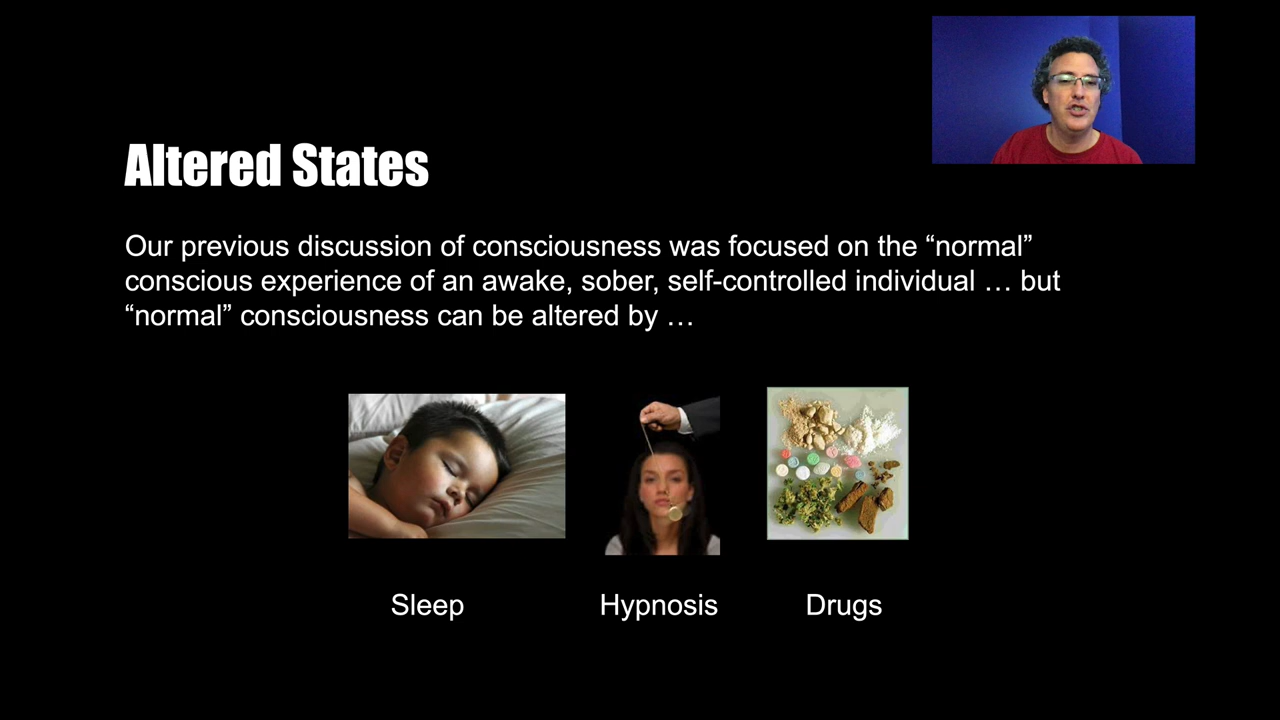 Altered States
Our previous discussion of consciousness was focused on the “normal”
conscious experience of an awake, sober, self-controlled individual … but
“normal” consciousness can be altered by …
Sleep
Hypnosis
Drugs